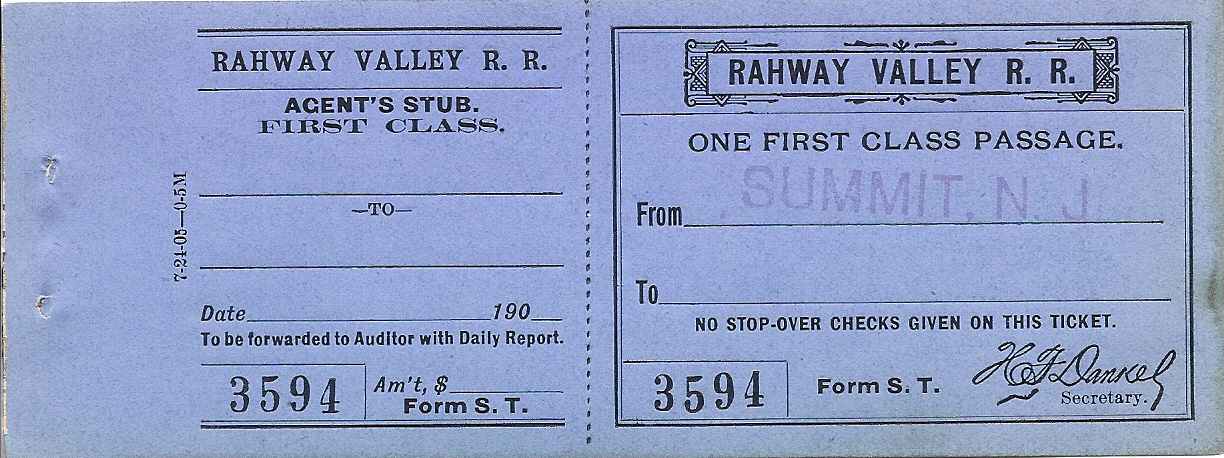 RAHWAY VALLEY R. R.
AGENT'S STUB.
FIRST CLASS.
—TO—
Date 190
To be forwarded to Auditor with Daily Report.
3594
Am't, $
Form S. T.
7-24-05—0-5M
RAHWAY VALLEY R. R.
ONE FIRST CLASS PASSAGE.
From SUMMIT, N. J.
To
NO STOP-OVER CHECKS GIVEN ON THIS TICKET.
3594
Form S. T.
H F Dankel
Secretary.